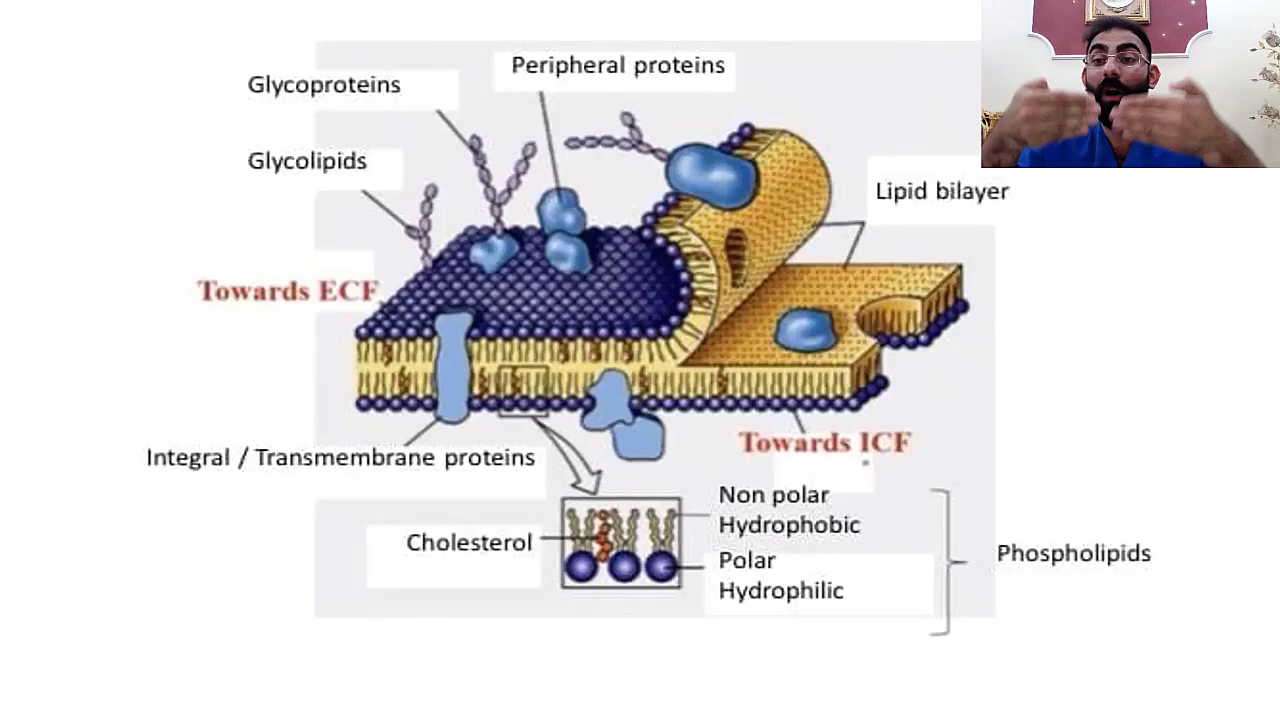 Peripheral proteins
Glycoproteins
Glycolipids
Lipid bilayer
Towards ECF
Towards ICF
Integral / Transmembrane proteins
Non polar
Hydrophobic
Cholesterol
Polar
Hydrophilic
Phospholipids